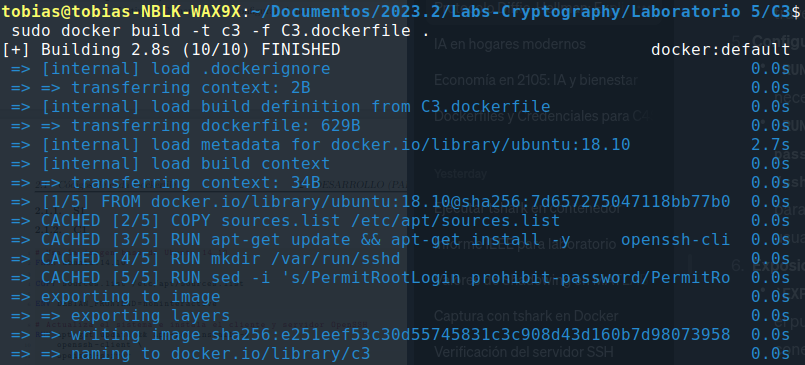 tobias@tobias-NBLK-WAX9X:~/Documentos/2023.2/Labs-Cryptography/Laboratorio 5/C3$
sudo docker build -t c3 -f C3.dockerfile .
[+] Building 2.8s (10/10) FINISHED docker:default
=> [internal] load .dockerignore 0.0s
=> => transferring context: 2B 0.0s
=> [internal] load build definition from C3.dockerfile 0.0s
=> => transferring dockerfile: 629B 0.0s
=> [internal] load metadata for docker.io/library/ubuntu:18.10 2.7s
=> [internal] load build context 0.0s
=> => transferring context: 34B 0.0s
=> [1/5] FROM docker.io/library/ubuntu:18.10@sha256:7d657275047118bb77b0 0.0s
=> CACHED [2/5] COPY sources.list /etc/apt/sources.list 0.0s
=> CACHED [3/5] RUN apt-get update && apt-get install -y openssh-cli 0.0s
=> CACHED [4/5] RUN mkdir /var/run/sshd 0.0s
=> CACHED [5/5] RUN sed -i 's/PermitRootLogin prohibit-password/PermitRo 0.0s
=> exporting to image 0.0s
=> => exporting layers 0.0s
=> => writing image sha256:e251eef53c30d55745831c3c908d43d160b7d98073958 0.0s
=> => naming to docker.io/library/c3 0.0s
IA en hogares modernos
Economía en 2105: IA y bienestar
Dockerfiles y Credenciales para
Yesterday
Captura con tshark en Docker
Verificación del servidor SSH